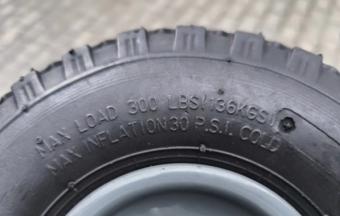 MAX LOAD 300 LBS/136KGS
MAX INFLATION 30 P.S.I. COLD